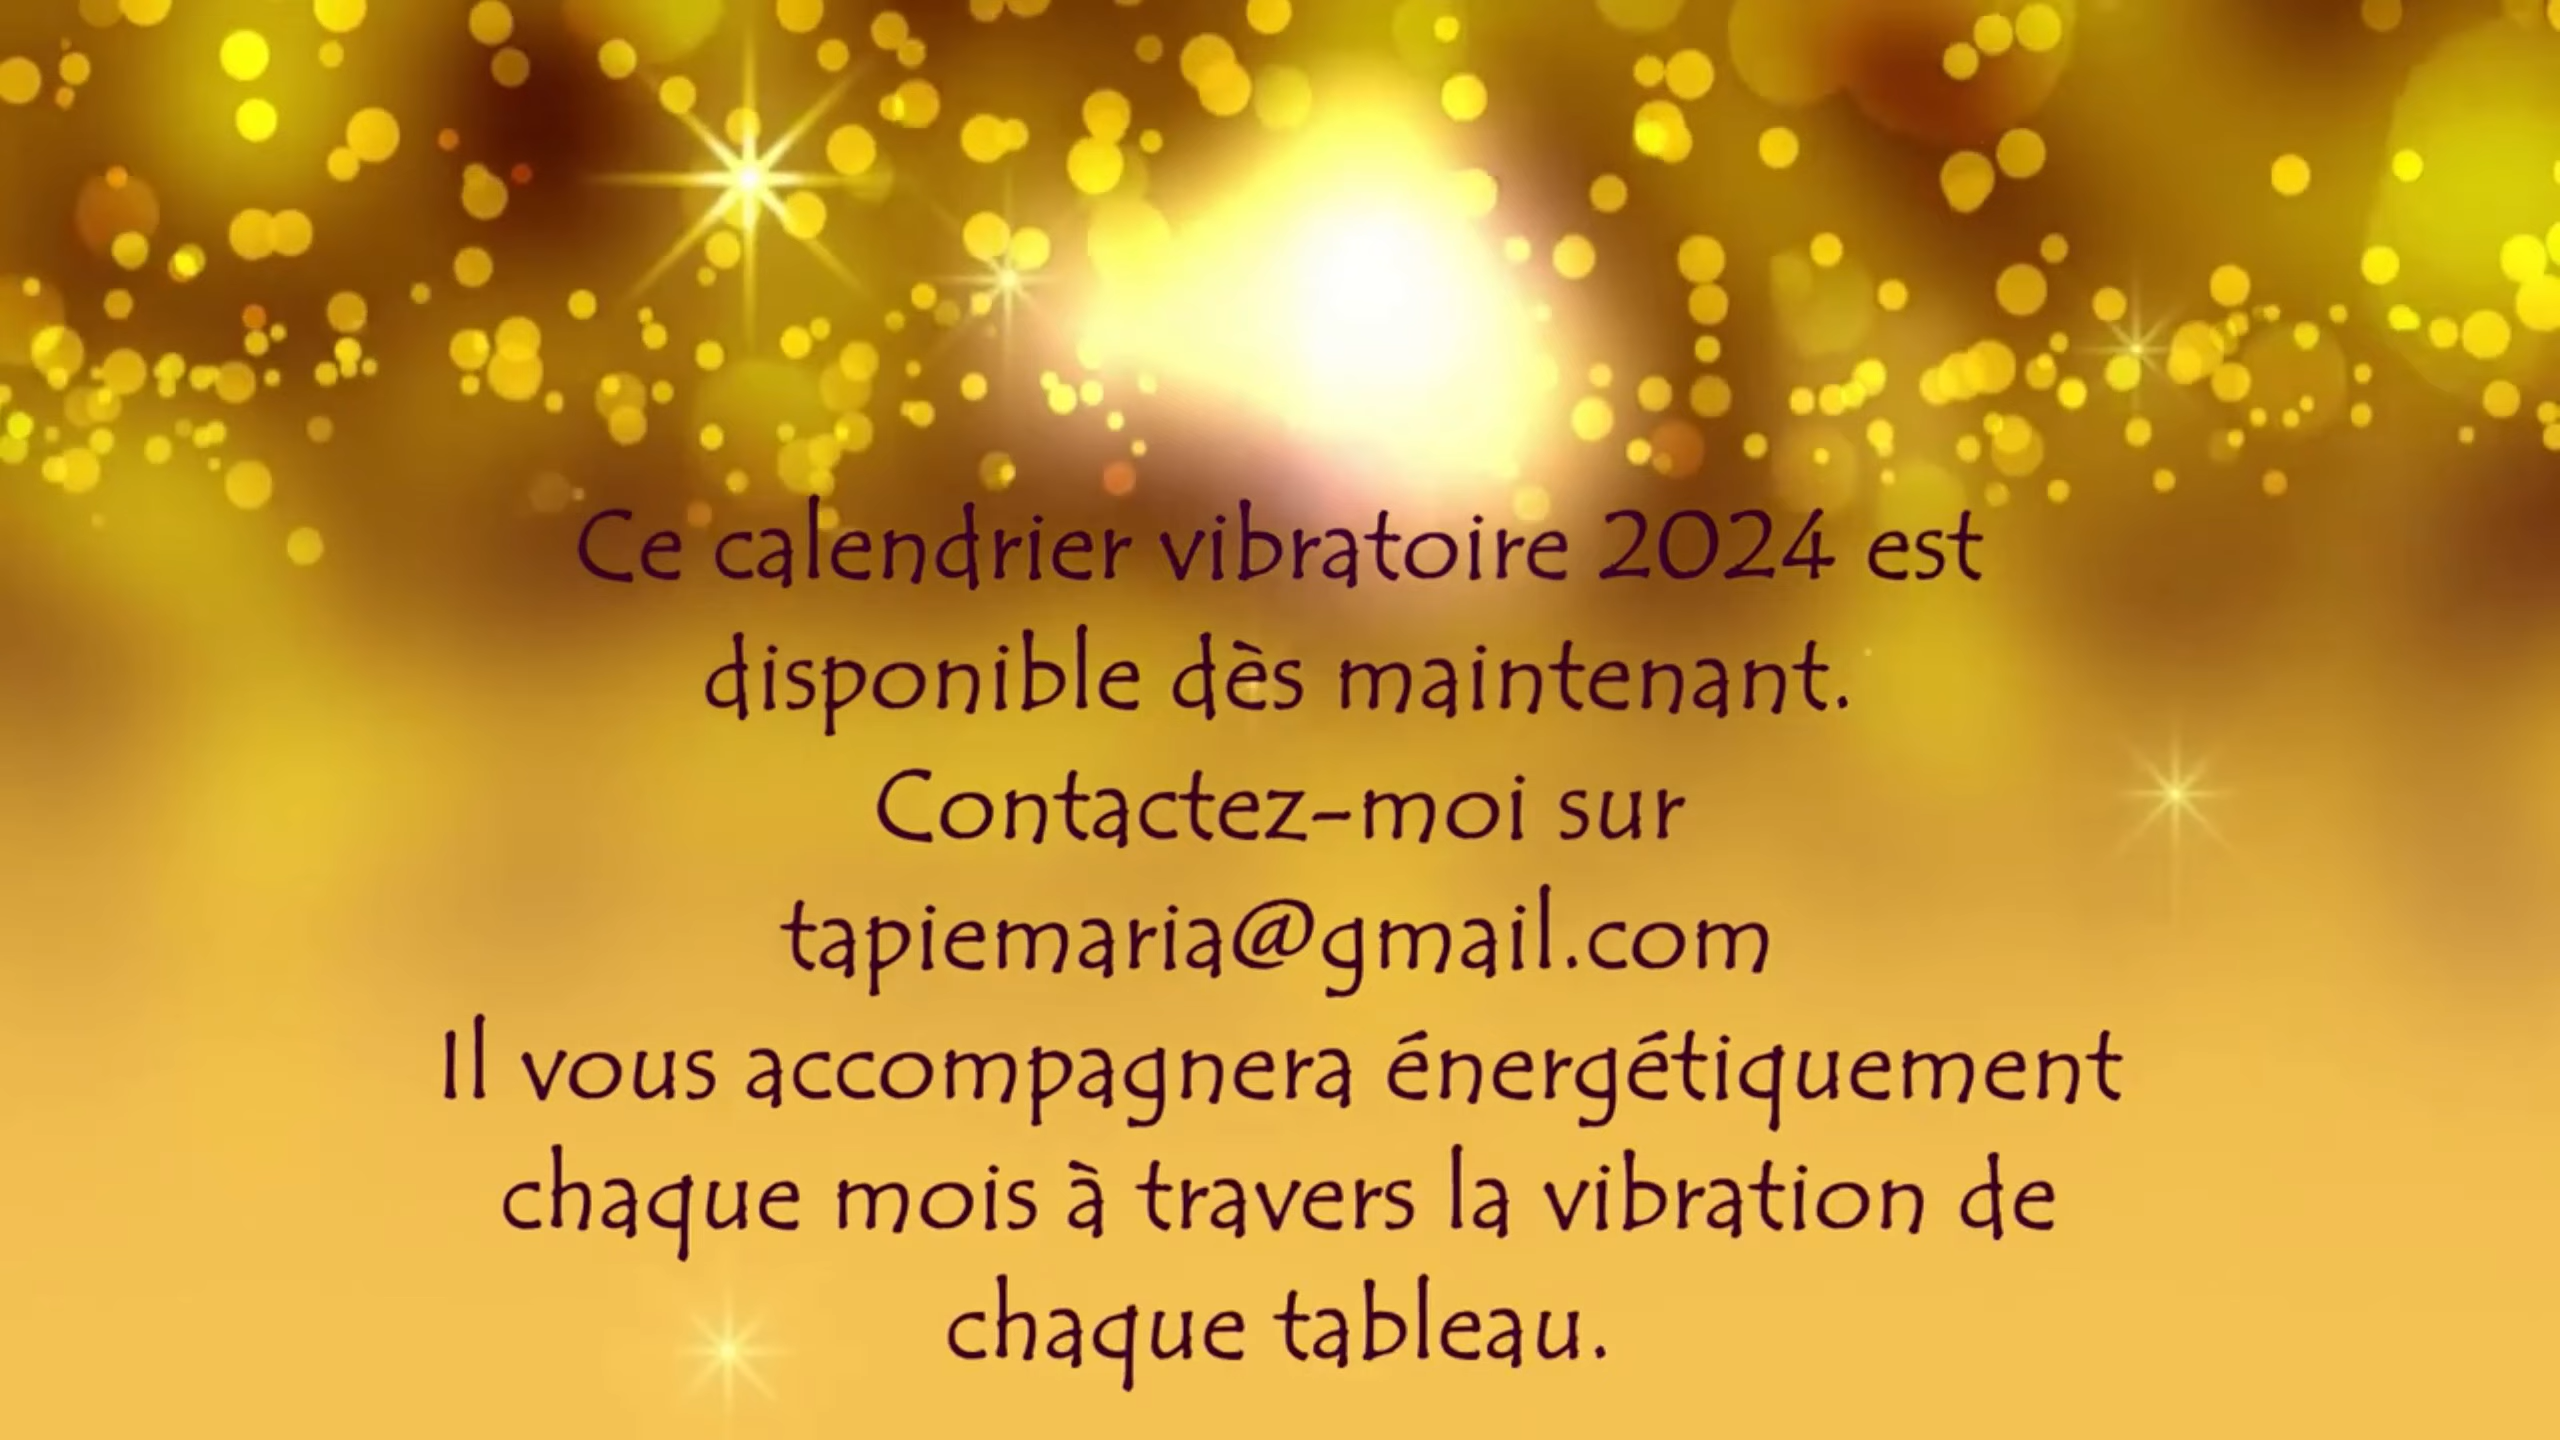 Ce calendrier vibratoire 2024 est
disponible dès maintenant.
Contactez-moi sur
tapiemaria@gmail.com
Il vous accompagnera énergétiquement
chaque mois à travers la vibration de
chaque tableau.